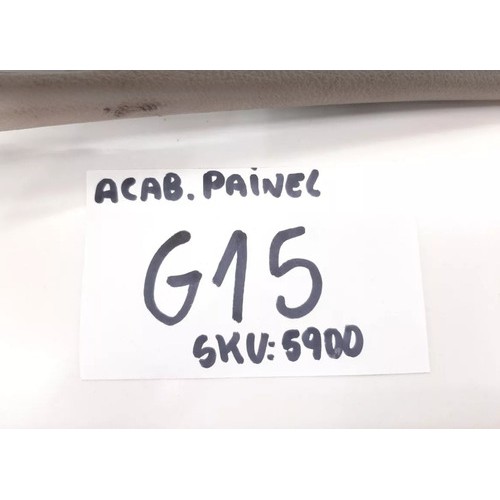 ACAB. PAiNEL
G15
SKU: 5900